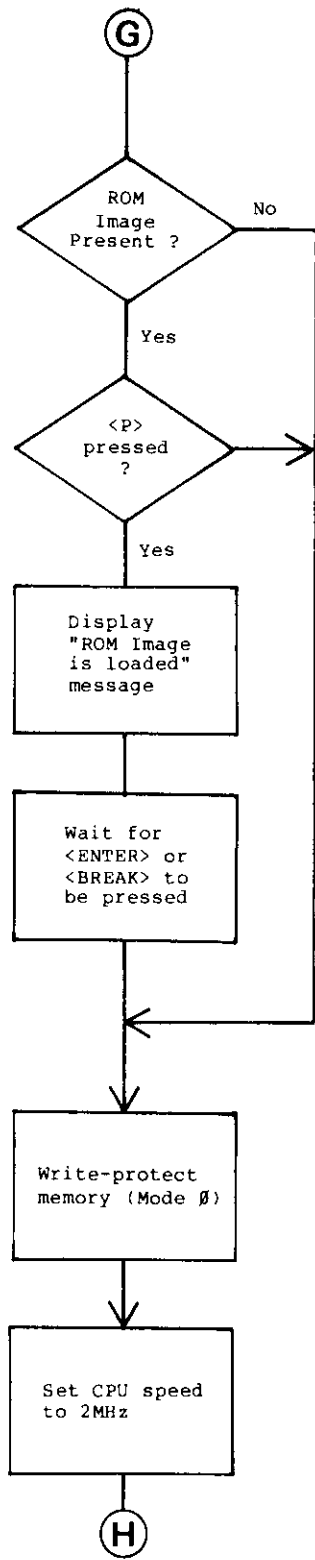 G
ROM
Image
Present ?
No
Yes
<P>
pressed
?
Yes
Display
"ROM Image
is loaded"
message
Wait for
<ENTER> or
<BREAK> to
be pressed
Write-protect
memory (Mode Ø)
Set CPU speed
to 2MHz
H